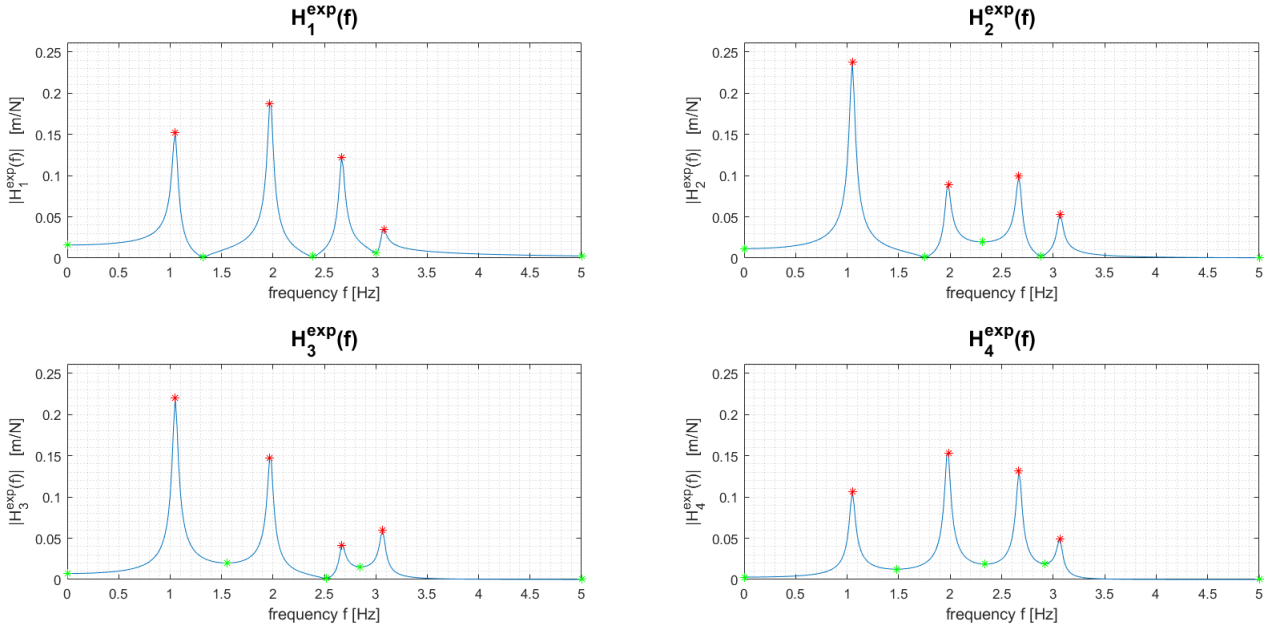 H₁ᵉˣᵖ(f)
|H₁ᵉˣᵖ(f)| [m/N]
0.25
0.2
0.15
0.1
0.05
0
0 0.5 1 1.5 2 2.5 3 3.5 4 4.5 5
frequency f [Hz]
H₂ᵉˣᵖ(f)
|H₂ᵉˣᵖ(f)| [m/N]
0.25
0.2
0.15
0.1
0.05
0
0 0.5 1 1.5 2 2.5 3 3.5 4 4.5 5
frequency f [Hz]
H₃ᵉˣᵖ(f)
|H₃ᵉˣᵖ(f)| [m/N]
0.25
0.2
0.15
0.1
0.05
0
0 0.5 1 1.5 2 2.5 3 3.5 4 4.5 5
frequency f [Hz]
H₄ᵉˣᵖ(f)
|H₄ᵉˣᵖ(f)| [m/N]
0.25
0.2
0.15
0.1
0.05
0
0 0.5 1 1.5 2 2.5 3 3.5 4 4.5 5
frequency f [Hz]